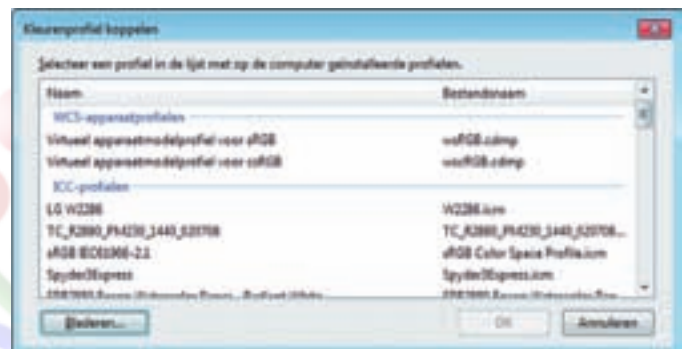 Kleurenprofiel koppelen
Selecteer een profiel in de lijst met op de computer geïnstalleerde profielen.
Naam Bestandsnaam
WCS-apparaatprofielen
Virtueel apparaatmodelprofiel voor sRGB wsRGB.cdmp
Virtueel apparaatmodelprofiel voor scRGB wscRGB.cdmp
ICC-profielen
LG W2286 W2286.icm
TC_R2880_PM230_1440_020708 TC_R2880_PM230_1440_020708...
sRGB IEC61966-2.1 sRGB Color Space Profile.icm
Spyder3Express Spyder3Express.icm
Bladeren... OK Annuleren